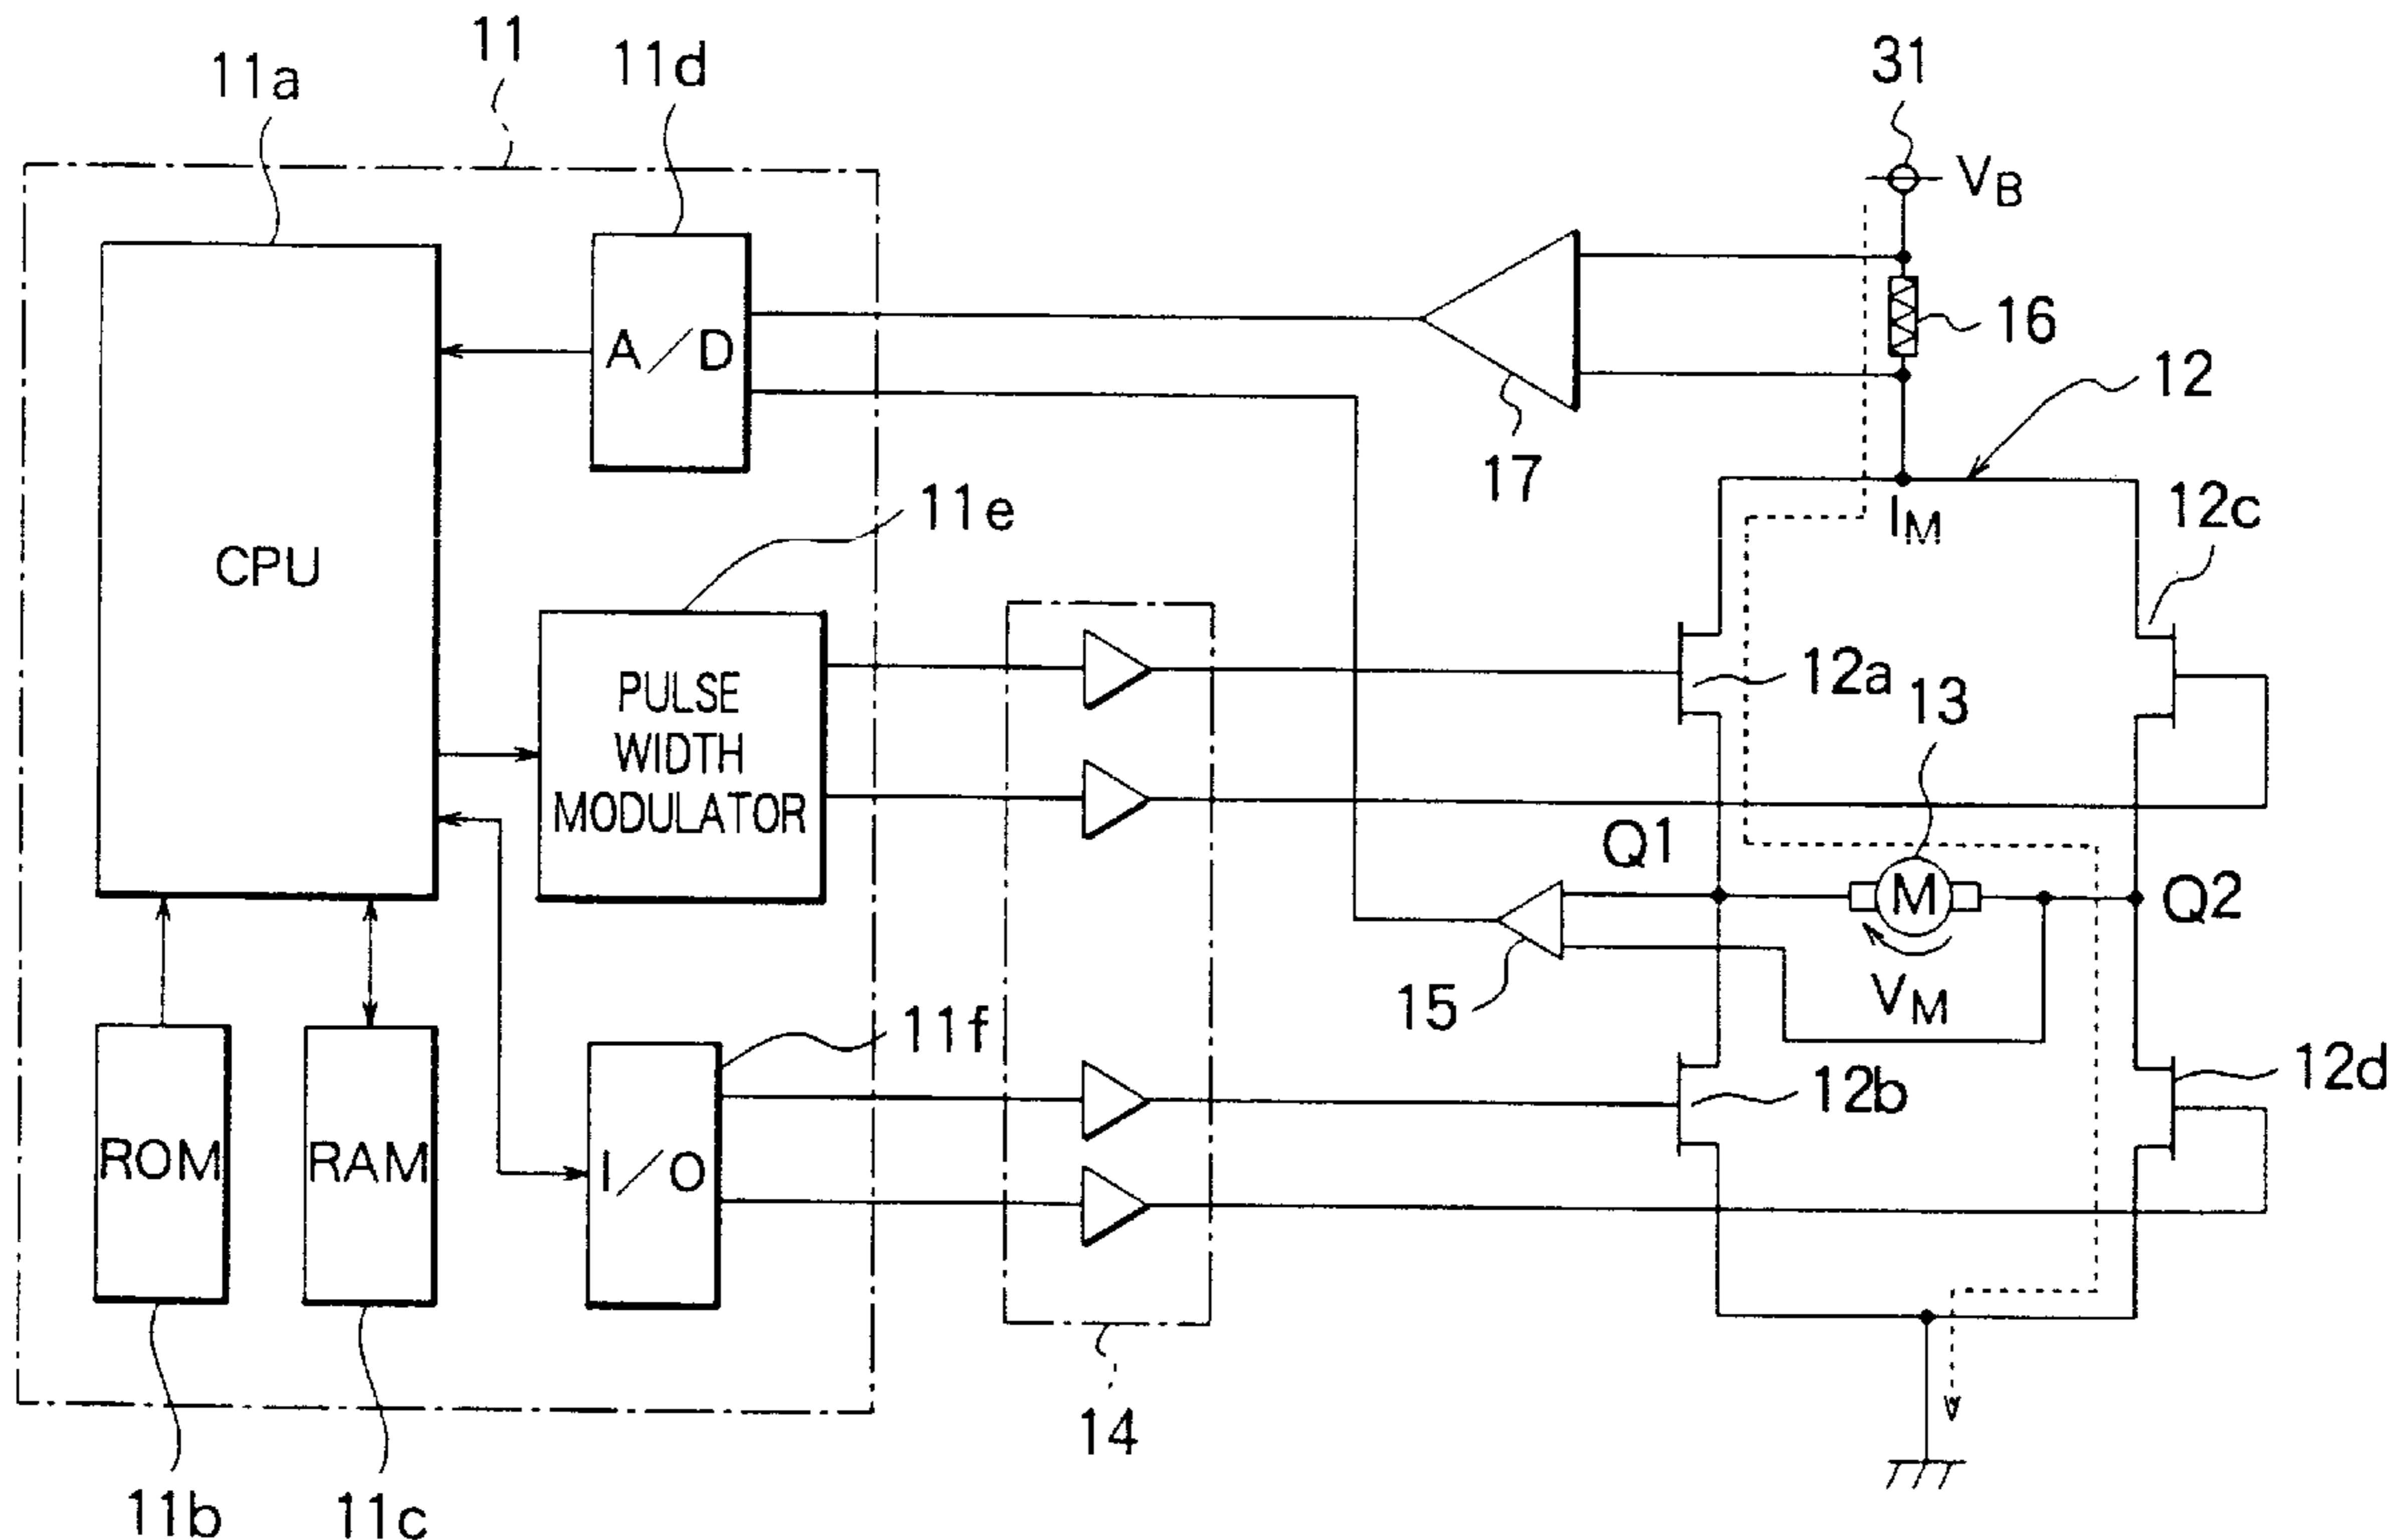 11
11a
11d
31
V_B
A/D
16
12
17
12c
11e
I_M
CPU
PULSE
WIDTH
MODULATOR
12a
13
Q1
M
Q2
15
V_M
11f
12b
12d
ROM
RAM
I/O
14
11b
11c